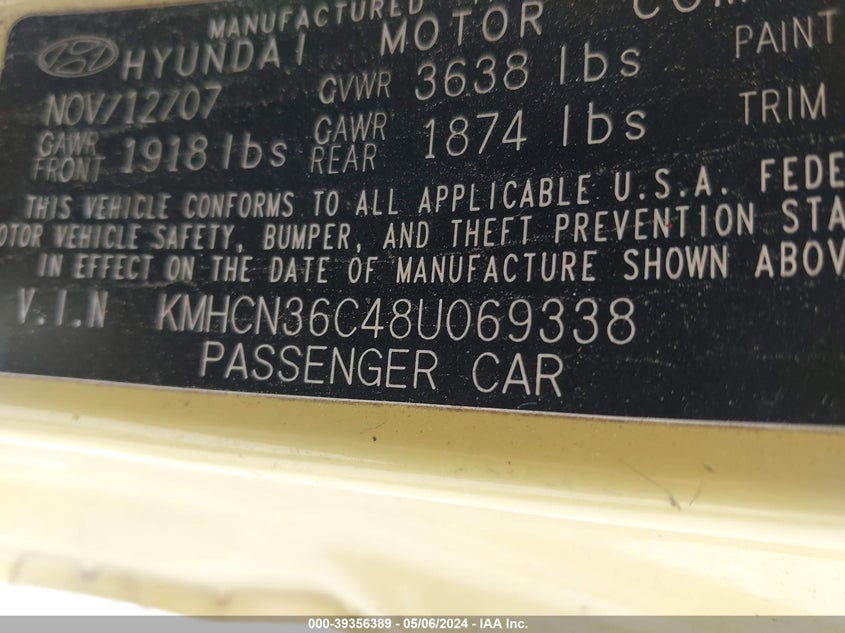 MANUFACTURED
HYUNDAI MOTOR
NOV/12/07 GVWR 3638 lbs PAINT
GAWR FRONT 1918 lbs GAWR REAR 1874 lbs TRIM
THIS VEHICLE CONFORMS TO ALL APPLICABLE U.S.A. FEDE
OTOR VEHICLE SAFETY, BUMPER, AND THEFT PREVENTION STA
IN EFFECT ON THE DATE OF MANUFACTURE SHOWN ABOV
V.I.N KMHCN36C48U069338
PASSENGER CAR
000-39356389 - 05/06/2024 - IAA Inc.